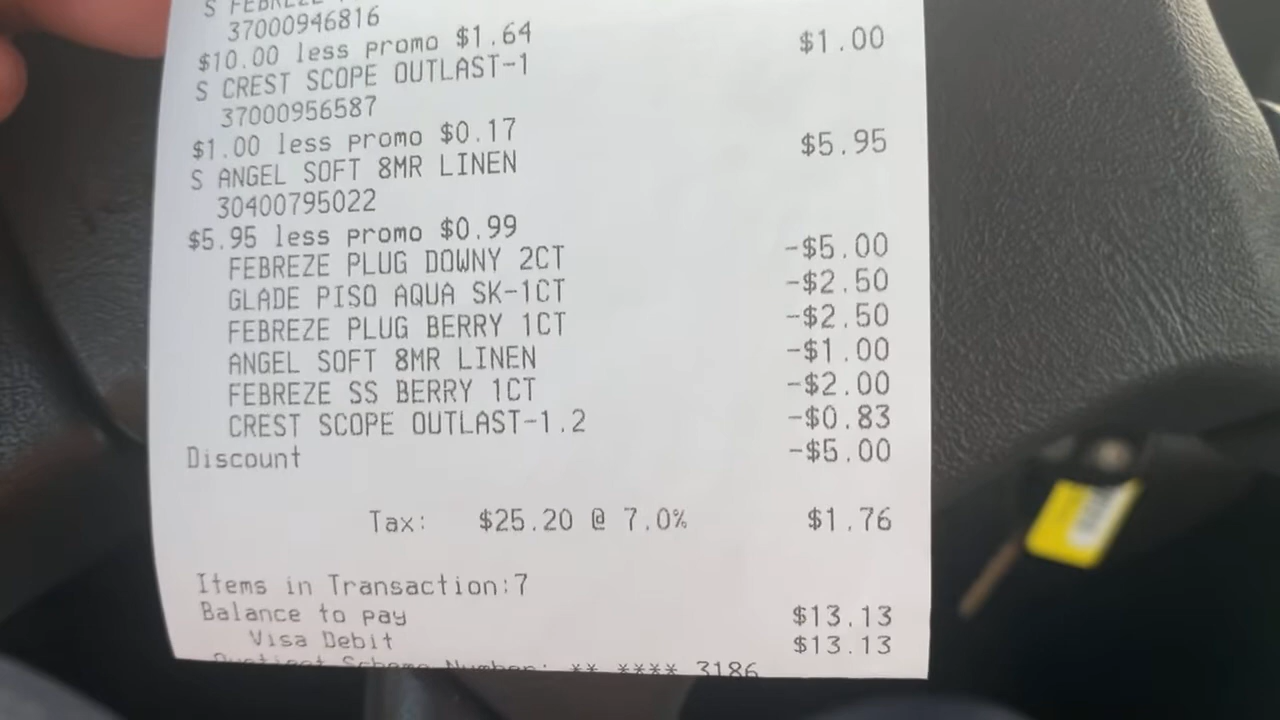 S FEBREZE
37000946816
$10.00 less promo $1.64 $1.00
S CREST SCOPE OUTLAST-1
37000956587
$1.00 less promo $0.17 $5.95
S ANGEL SOFT 8MR LINEN
30400795022
$5.95 less promo $0.99
FEBREZE PLUG DOWNY 2CT -$5.00
GLADE PISO AQUA SK-1CT -$2.50
FEBREZE PLUG BERRY 1CT -$2.50
ANGEL SOFT 8MR LINEN -$1.00
FEBREZE SS BERRY 1CT -$2.00
CREST SCOPE OUTLAST-1.2 -$0.83
Discount -$5.00
Tax: $25.20 @ 7.0% $1.76
Items in Transaction:7
Balance to pay $13.13
Visa Debit $13.13
Scheme Number: ** **** 3186